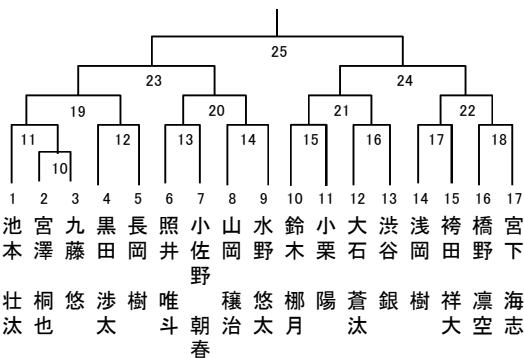 25
23
24
19
20
21
22
11
12
13
14
15
16
17
18
10
1
2
3
4
5
6
7
8
9
10
11
12
13
14
15
16
17
池本 壮汰
宮澤 桐也
九藤 悠
黒田 渉太
長岡 樹
照井 唯斗
小佐野 朝春
山岡 穣治
水野 悠太
鈴木 梛月
小栗 陽
大石 蒼汰
渋谷 銀
浅岡 樹
袴田 祥大
橋野 凛空
宮下 海志